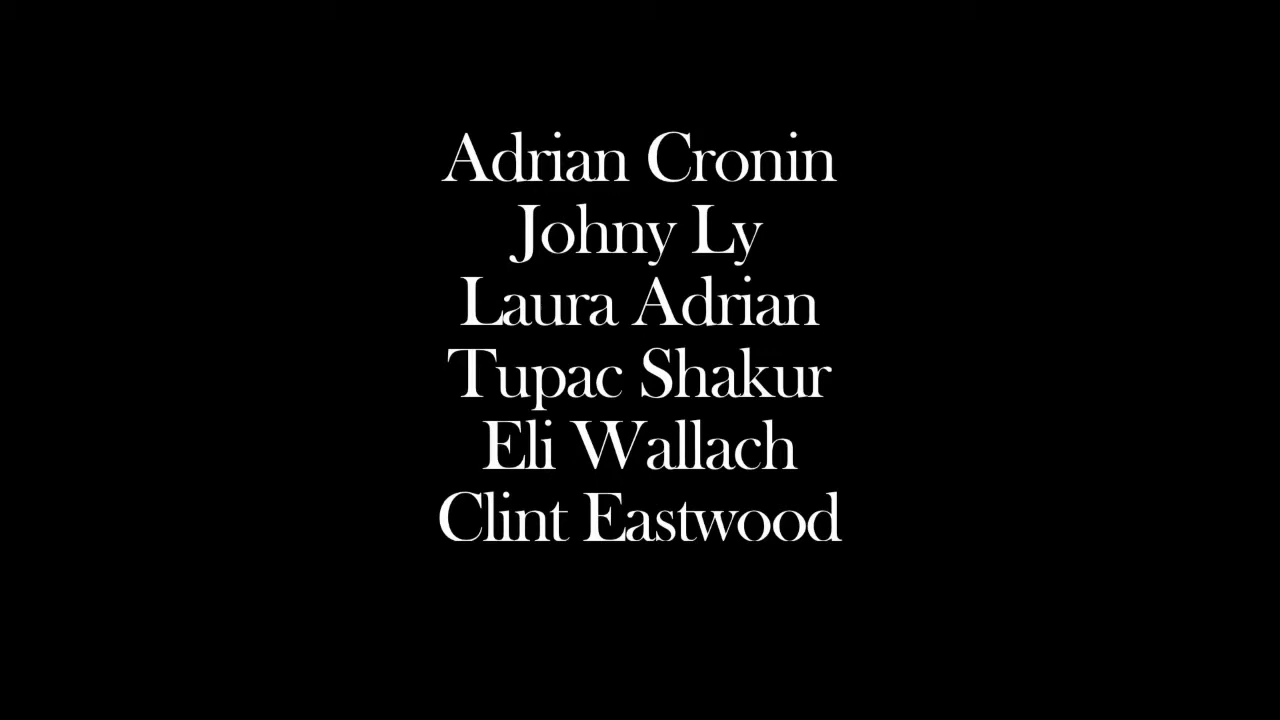 Adrian Cronin
Johny Ly
Laura Adrian
Tupac Shakur
Eli Wallach
Clint Eastwood